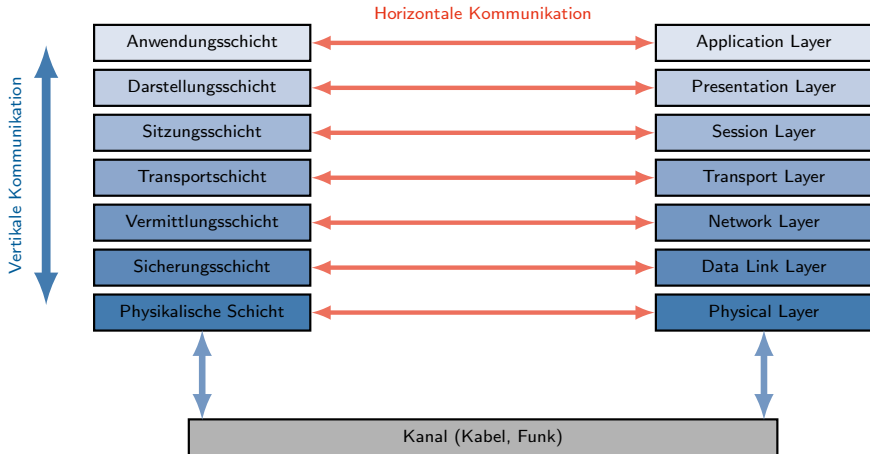 Horizontale Kommunikation
Vertikale Kommunikation
Anwendungsschicht
Application Layer
Darstellungsschicht
Presentation Layer
Sitzungsschicht
Session Layer
Transportschicht
Transport Layer
Vermittlungsschicht
Network Layer
Sicherungsschicht
Data Link Layer
Physikalische Schicht
Physical Layer
Kanal (Kabel, Funk)